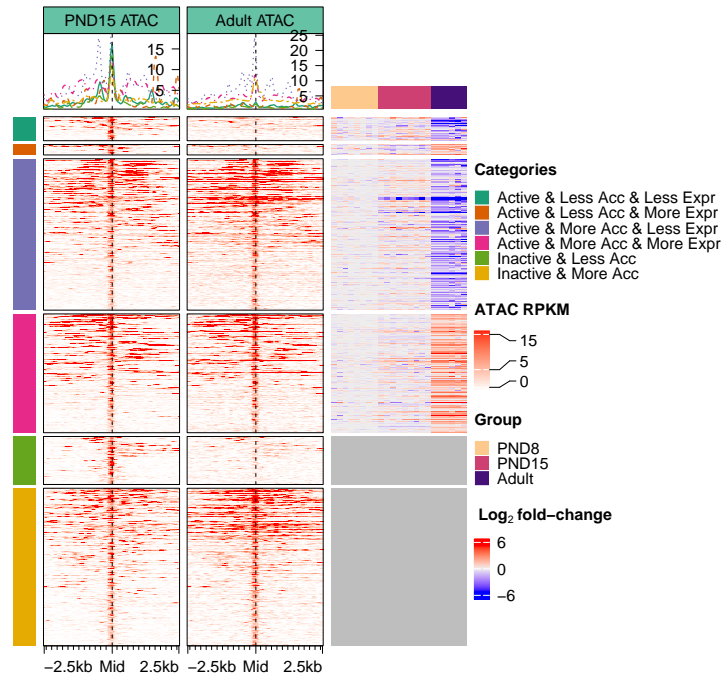 PND15 ATAC
Adult ATAC
15
10
5
25
20
15
10
5
Categories
Active & Less Acc & Less Expr
Active & Less Acc & More Expr
Active & More Acc & Less Expr
Active & More Acc & More Expr
Inactive & Less Acc
Inactive & More Acc
ATAC RPKM
15
5
0
Group
PND8
PND15
Adult
Log₂ fold−change
6
0
−6
−2.5kb Mid 2.5kb
−2.5kb Mid 2.5kb